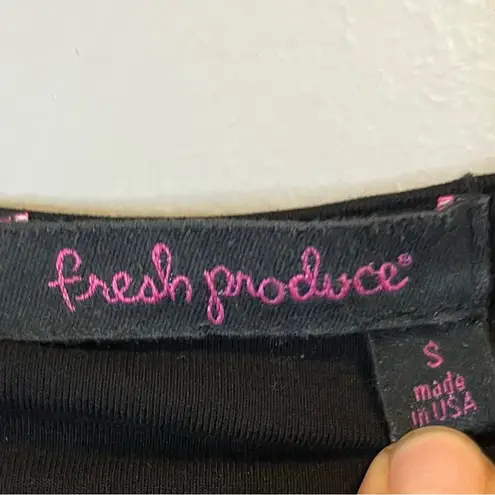 fresh produce®
S
made
in USA